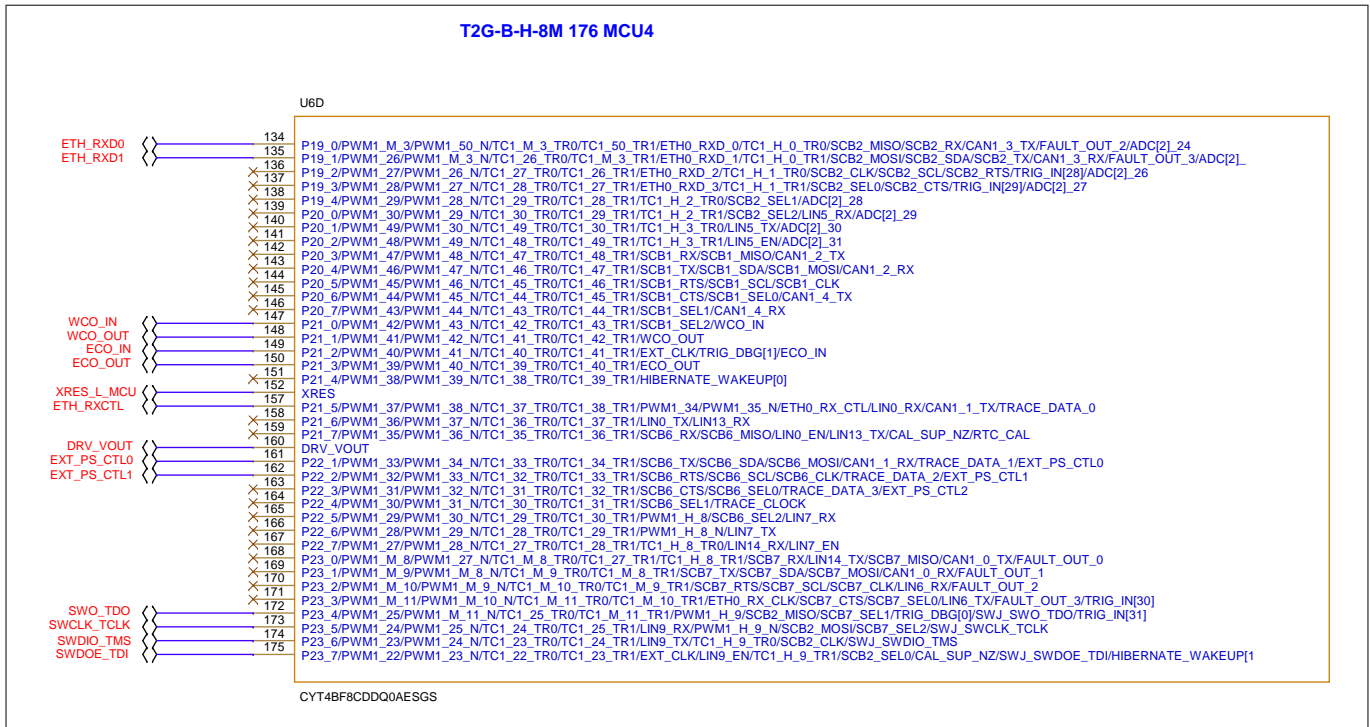 T2G-B-H-8M 176 MCU4
U6D
ETH_RXD0 134 P19_0/PWM1_M_3/PWM1_50_N/TC1_M_3_TR0/TC1_50_TR1/ETH0_RXD_0/TC1_H_0_TR0/SCB2_MISO/SCB2_RX/CAN1_3_TX/FAULT_OUT_2/ADC[2]_24
ETH_RXD1 135 P19_1/PWM1_26/PWM1_M_3_N/TC1_26_TR0/TC1_M_3_TR1/ETH0_RXD_1/TC1_H_0_TR1/SCB2_MOSI/SCB2_SDA/SCB2_TX/CAN1_3_RX/FAULT_OUT_3/ADC[2]_
136 P19_2/PWM1_27/PWM1_26_N/TC1_27_TR0/TC1_26_TR1/ETH0_RXD_2/TC1_H_1_TR0/SCB2_CLK/SCB2_SCL/SCB2_RTS/TRIG_IN[28]/ADC[2]_26
137 P19_3/PWM1_28/PWM1_27_N/TC1_28_TR0/TC1_27_TR1/ETH0_RXD_3/TC1_H_1_TR1/SCB2_SEL0/SCB2_CTS/TRIG_IN[29]/ADC[2]_27
138 P19_4/PWM1_29/PWM1_28_N/TC1_29_TR0/TC1_28_TR1/TC1_H_2_TR0/SCB2_SEL1/ADC[2]_28
139 P20_0/PWM1_30/PWM1_29_N/TC1_30_TR0/TC1_29_TR1/TC1_H_2_TR1/SCB2_SEL2/LIN5_RX/ADC[2]_29
140 P20_1/PWM1_49/PWM1_30_N/TC1_49_TR0/TC1_30_TR1/TC1_H_3_TR0/LIN5_TX/ADC[2]_30
141 P20_2/PWM1_48/PWM1_49_N/TC1_48_TR0/TC1_49_TR1/TC1_H_3_TR1/LIN5_EN/ADC[2]_31
142 P20_3/PWM1_47/PWM1_48_N/TC1_47_TR0/TC1_48_TR1/SCB1_RX/SCB1_MISO/CAN1_2_TX
143 P20_4/PWM1_46/PWM1_47_N/TC1_46_TR0/TC1_47_TR1/SCB1_TX/SCB1_SDA/SCB1_MOSI/CAN1_2_RX
144 P20_5/PWM1_45/PWM1_46_N/TC1_45_TR0/TC1_46_TR1/SCB1_RTS/SCB1_SCL/SCB1_CLK
145 P20_6/PWM1_44/PWM1_45_N/TC1_44_TR0/TC1_45_TR1/SCB1_CTS/SCB1_SEL0/CAN1_4_TX
146 P20_7/PWM1_43/PWM1_44_N/TC1_43_TR0/TC1_44_TR1/SCB1_SEL1/CAN1_4_RX
WCO_IN 147 P21_0/PWM1_42/PWM1_43_N/TC1_42_TR0/TC1_43_TR1/SCB1_SEL2/WCO_IN
WCO_OUT 148 P21_1/PWM1_41/PWM1_42_N/TC1_41_TR0/TC1_42_TR1/WCO_OUT
ECO_IN 149 P21_2/PWM1_40/PWM1_41_N/TC1_40_TR0/TC1_41_TR1/EXT_CLK/TRIG_DBG[1]/ECO_IN
ECO_OUT 150 P21_3/PWM1_39/PWM1_40_N/TC1_39_TR0/TC1_40_TR1/ECO_OUT
151 P21_4/PWM1_38/PWM1_39_N/TC1_38_TR0/TC1_39_TR1/HIBERNATE_WAKEUP[0]
XRES_L_MCU 152 XRES
ETH_RXCTL 157 P21_5/PWM1_37/PWM1_38_N/TC1_37_TR0/TC1_38_TR1/PWM1_34/PWM1_35_N/ETH0_RX_CTL/LIN0_RX/CAN1_1_TX/TRACE_DATA_0
158 P21_6/PWM1_36/PWM1_37_N/TC1_36_TR0/TC1_37_TR1/LIN0_TX/LIN13_RX
159 P21_7/PWM1_35/PWM1_36_N/TC1_35_TR0/TC1_36_TR1/SCB6_RX/SCB6_MISO/LIN0_EN/LIN13_TX/CAL_SUP_NZ/RTC_CAL
DRV_VOUT 160 DRV_VOUT
EXT_PS_CTL0 161 P22_1/PWM1_33/PWM1_34_N/TC1_33_TR0/TC1_34_TR1/SCB6_TX/SCB6_SDA/SCB6_MOSI/CAN1_1_RX/TRACE_DATA_1/EXT_PS_CTL0
EXT_PS_CTL1 162 P22_2/PWM1_32/PWM1_33_N/TC1_32_TR0/TC1_33_TR1/SCB6_RTS/SCB6_SCL/SCB6_CLK/TRACE_DATA_2/EXT_PS_CTL1
163 P22_3/PWM1_31/PWM1_32_N/TC1_31_TR0/TC1_32_TR1/SCB6_CTS/SCB6_SEL0/TRACE_DATA_3/EXT_PS_CTL2
164 P22_4/PWM1_30/PWM1_31_N/TC1_30_TR0/TC1_31_TR1/SCB6_SEL1/TRACE_CLOCK
165 P22_5/PWM1_29/PWM1_30_N/TC1_29_TR0/TC1_30_TR1/PWM1_H_8/SCB6_SEL2/LIN7_RX
166 P22_6/PWM1_28/PWM1_29_N/TC1_28_TR0/TC1_29_TR1/PWM1_H_8_N/LIN7_TX
167 P22_7/PWM1_27/PWM1_28_N/TC1_27_TR0/TC1_28_TR1/TC1_H_8_TR0/LIN14_RX/LIN7_EN
168 P23_0/PWM1_M_8/PWM1_27_N/TC1_M_8_TR0/TC1_27_TR1/TC1_H_8_TR1/SCB7_RX/LIN14_TX/SCB7_MISO/CAN1_0_TX/FAULT_OUT_0
169 P23_1/PWM1_M_9/PWM1_M_8_N/TC1_M_9_TR0/TC1_M_8_TR1/SCB7_TX/SCB7_SDA/SCB7_MOSI/CAN1_0_RX/FAULT_OUT_1
170 P23_2/PWM1_M_10/PWM1_M_9_N/TC1_M_10_TR0/TC1_M_9_TR1/SCB7_RTS/SCB7_SCL/SCB7_CLK/LIN6_RX/FAULT_OUT_2
171 P23_3/PWM1_M_11/PWM1_M_10_N/TC1_M_11_TR0/TC1_M_10_TR1/ETH0_RX_CLK/SCB7_CTS/SCB7_SEL0/LIN6_TX/FAULT_OUT_3/TRIG_IN[30]
SWO_TDO 172 P23_4/PWM1_25/PWM1_M_11_N/TC1_25_TR0/TC1_M_11_TR1/PWM1_H_9/SCB2_MISO/SCB7_SEL1/TRIG_DBG[0]/SWJ_SWO_TDO/TRIG_IN[31]
SWCLK_TCLK 173 P23_5/PWM1_24/PWM1_25_N/TC1_24_TR0/TC1_25_TR1/LIN9_RX/PWM1_H_9_N/SCB2_MOSI/SCB7_SEL2/SWJ_SWCLK_TCLK
SWDIO_TMS 174 P23_6/PWM1_23/PWM1_24_N/TC1_23_TR0/TC1_24_TR1/LIN9_TX/TC1_H_9_TR0/SCB2_CLK/SWJ_SWDIO_TMS
SWDOE_TDI 175 P23_7/PWM1_22/PWM1_23_N/TC1_22_TR0/TC1_23_TR1/EXT_CLK/LIN9_EN/TC1_H_9_TR1/SCB2_SEL0/CAL_SUP_NZ/SWJ_SWDOE_TDI/HIBERNATE_WAKEUP[1
CYT4BF8CDDQ0AESGS